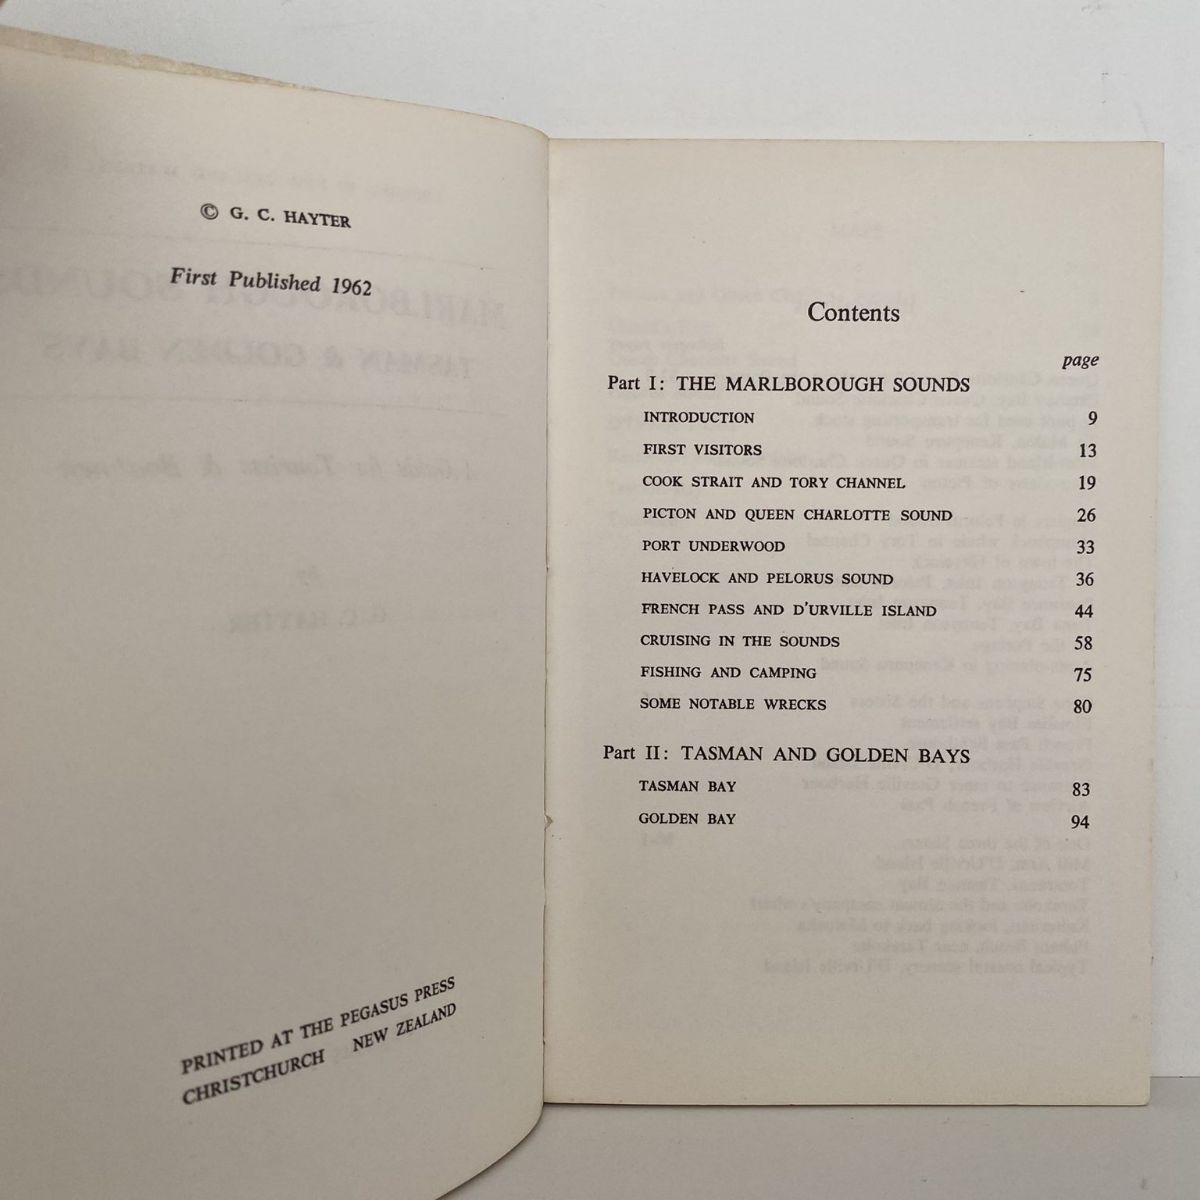 © G. C. HAYTER
First Published 1962
PRINTED AT THE PEGASUS PRESS
CHRISTCHURCH NEW ZEALAND
Contents
page
Part I: THE MARLBOROUGH SOUNDS
INTRODUCTION 9
FIRST VISITORS 13
COOK STRAIT AND TORY CHANNEL 19
PICTON AND QUEEN CHARLOTTE SOUND 26
PORT UNDERWOOD 33
HAVELOCK AND PELORUS SOUND 36
FRENCH PASS AND D'URVILLE ISLAND 44
CRUISING IN THE SOUNDS 58
FISHING AND CAMPING 75
SOME NOTABLE WRECKS 80
Part II: TASMAN AND GOLDEN BAYS
TASMAN BAY 83
GOLDEN BAY 94